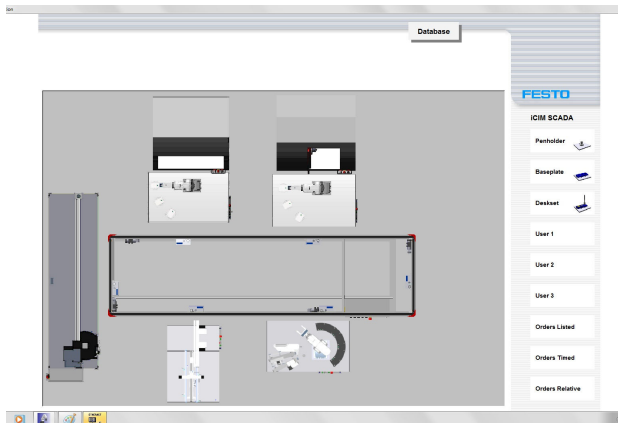 ion
Database
FESTO
iCIM SCADA
Penholder
Baseplate
Deskset
User 1
User 2
User 3
Orders Listed
Orders Timed
Orders Relative